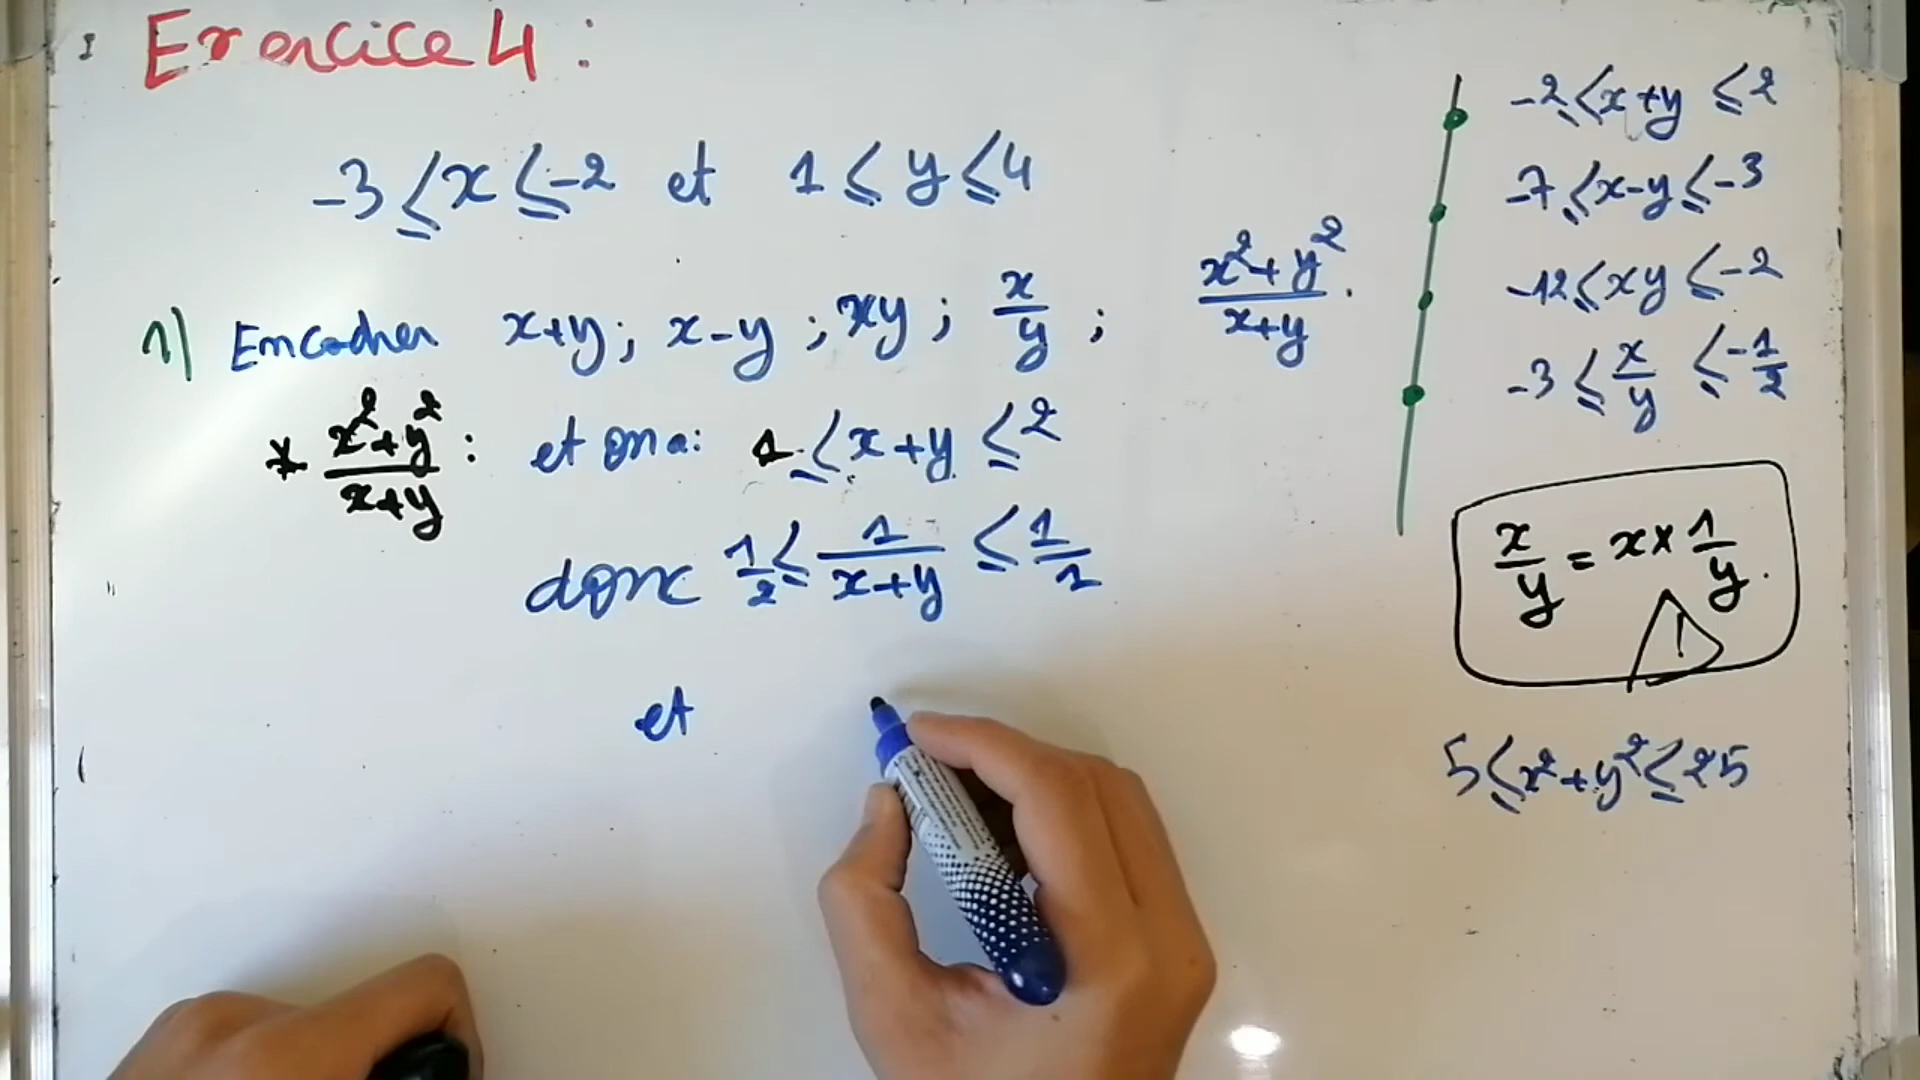 Exercice 4 :
-3 ≤ x ≤ -2 et 1 ≤ y ≤ 4
1) Encadrer x+y ; x-y ; xy ; x/y ; (x²+y²)/(x+y) .
* (x²+y²)/(x+y) : et on a : 1 ≤ x+y ≤ 2
donc 1/2 ≤ 1/(x+y) ≤ 1/1
et
-2 ≤ x+y ≤ 2
-7 ≤ x-y ≤ -3
-12 ≤ xy ≤ -2
-3 ≤ x/y ≤ -1/2
x/y = x × 1/y .
!
5 ≤ x²+y² ≤ 25